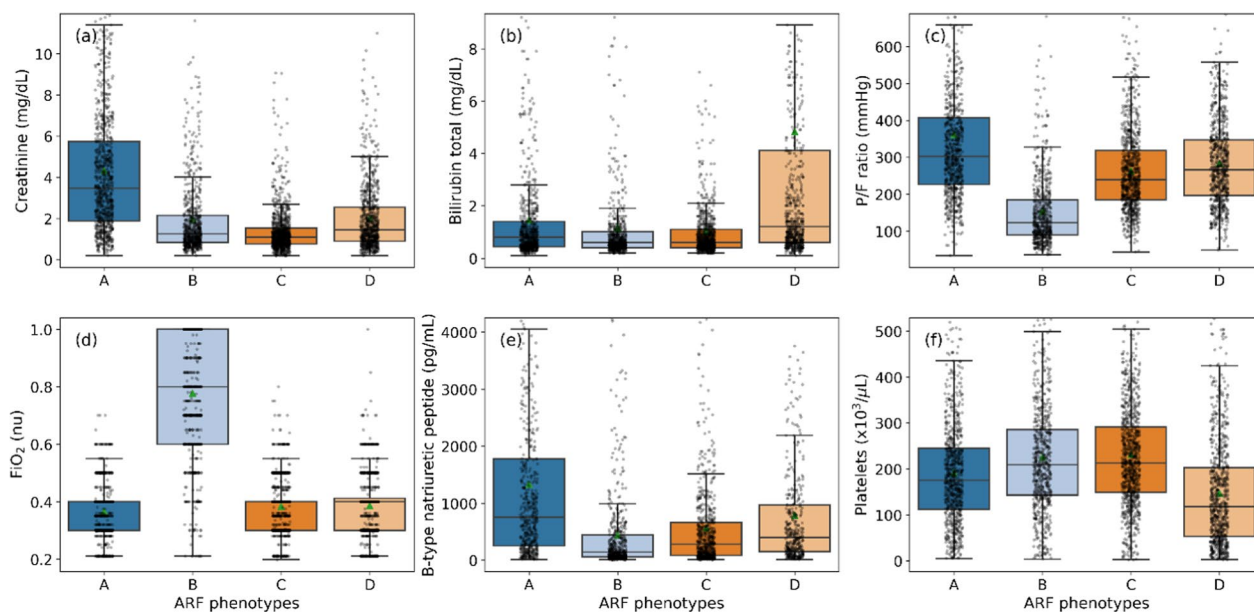 (a)
Creatinine (mg/dL)
10
8
6
4
2
0
A B C D
(b)
Bilirubin total (mg/dL)
8
6
4
2
0
A B C D
(c)
P/F ratio (mmHg)
600
500
400
300
200
100
A B C D
(d)
FiO₂ (nu)
1.0
0.8
0.6
0.4
0.2
A B C D
ARF phenotypes
(e)
B-type natriuretic peptide (pg/mL)
4000
3000
2000
1000
0
A B C D
ARF phenotypes
(f)
Platelets (x10³/μL)
500
400
300
200
100
0
A B C D
ARF phenotypes